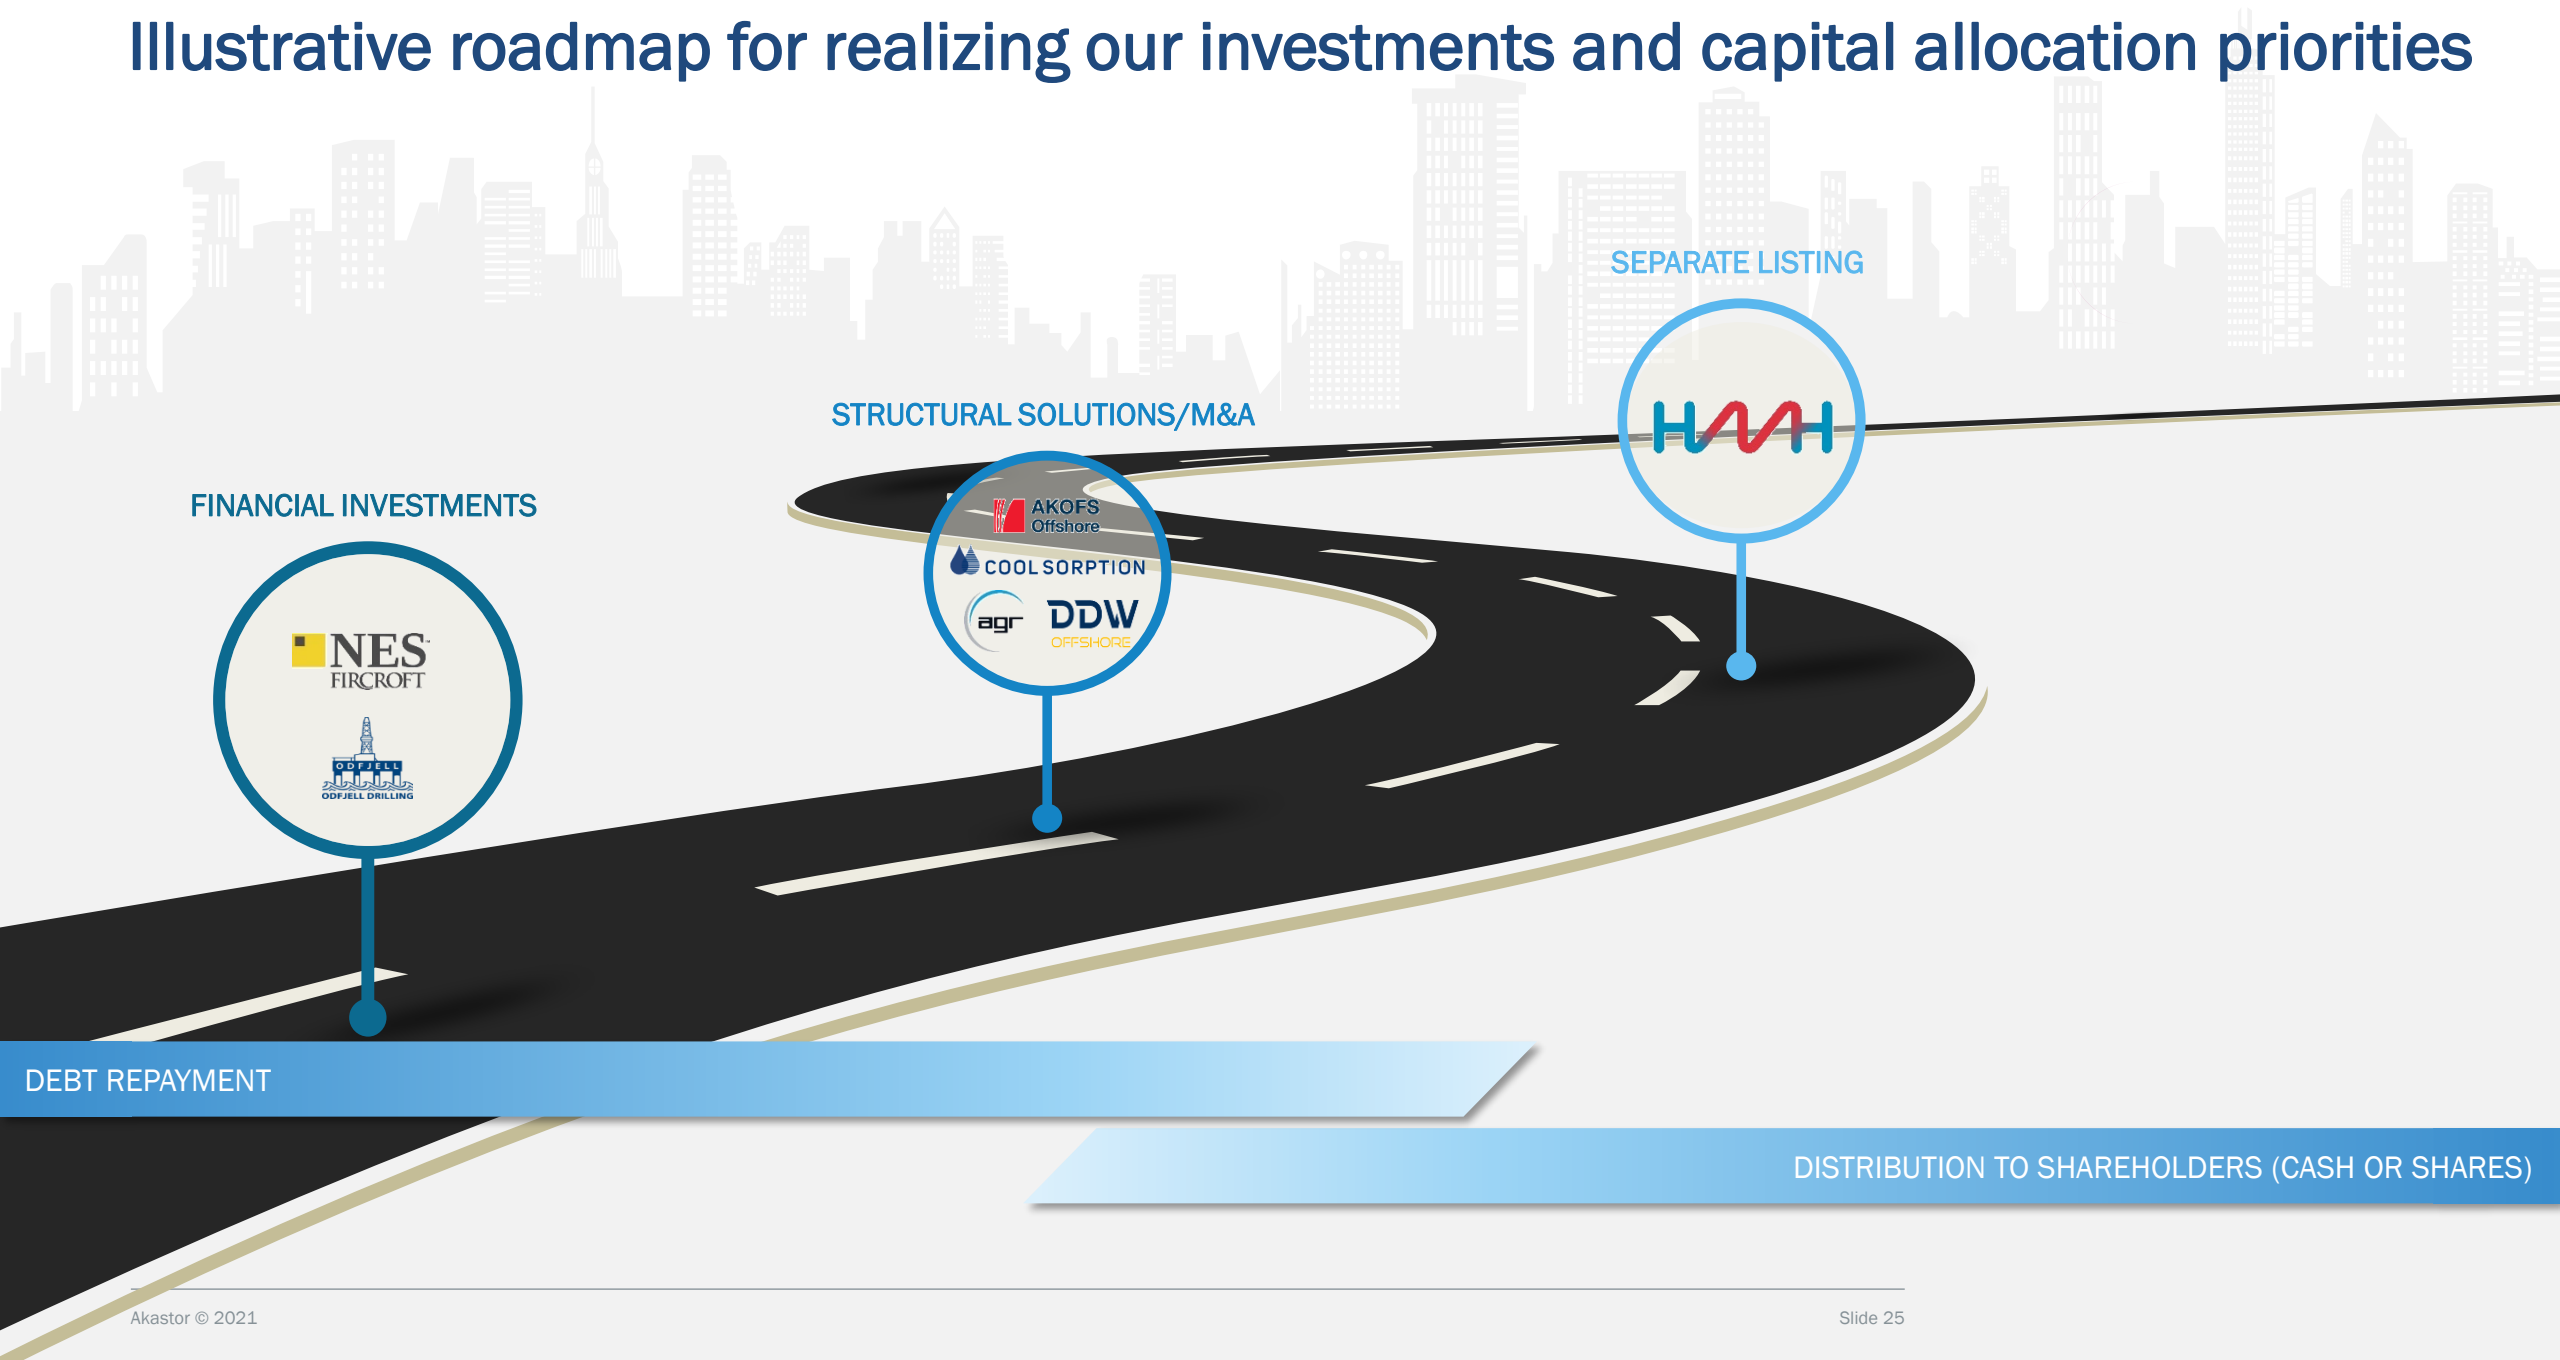 Illustrative roadmap for realizing our investments and capital allocation priorities
SEPARATE LISTING
HMH
STRUCTURAL SOLUTIONS/M&A
AKOFS
Offshore
COOL SORPTION
agr
DDW
OFFSHORE
FINANCIAL INVESTMENTS
NES
FIRCROFT
ODFJELL
ODFJELL DRILLING
DEBT REPAYMENT
DISTRIBUTION TO SHAREHOLDERS (CASH OR SHARES)
Akastor © 2021
Slide 25